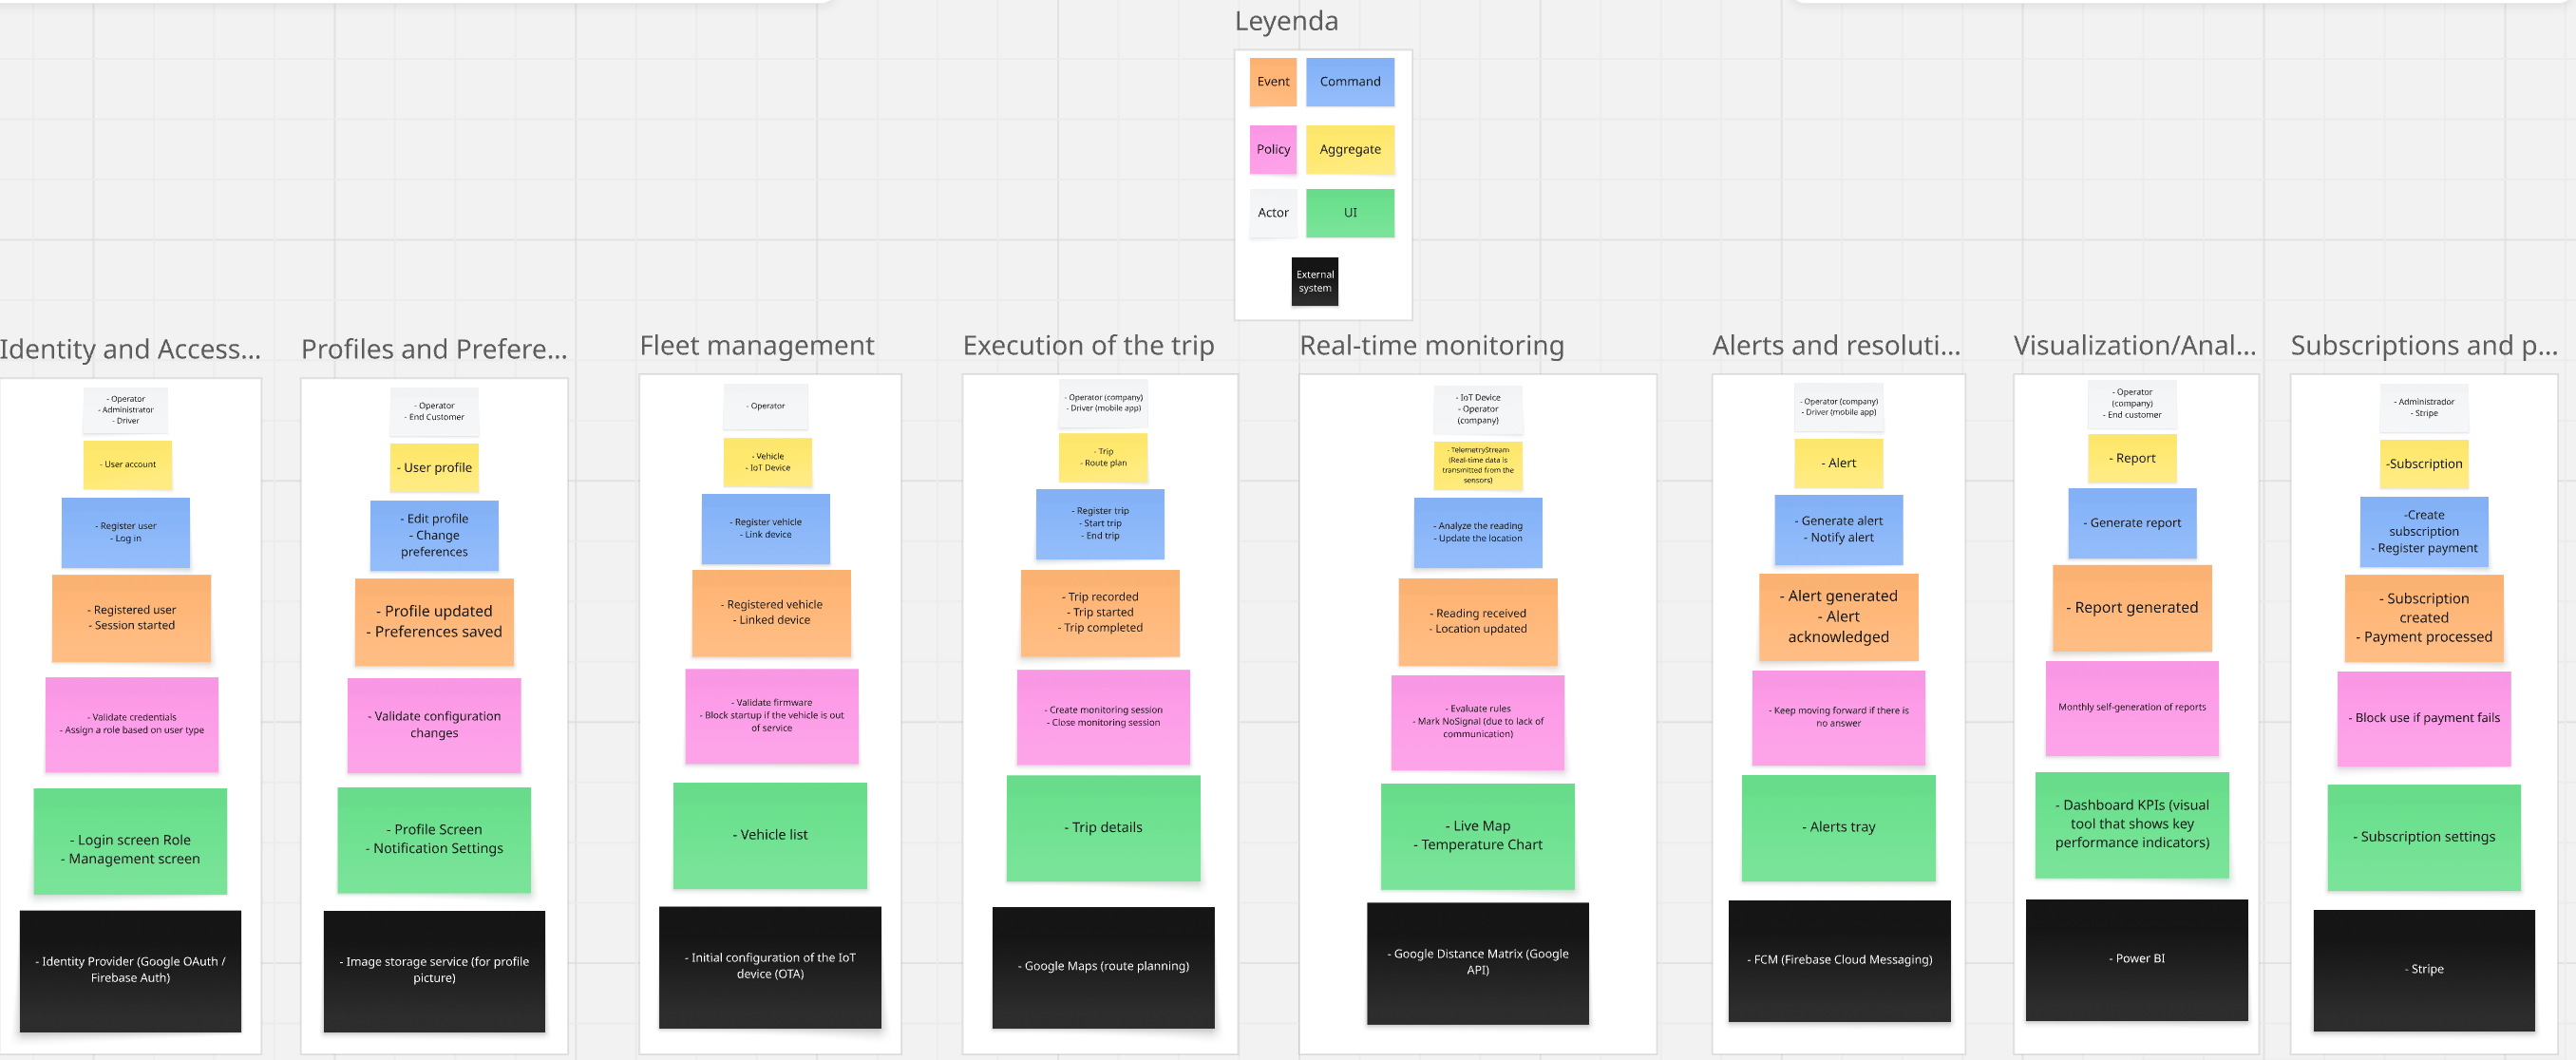 Leyenda
Event
Command
Policy
Aggregate
Actor
UI
External
system
Identity and Access...
- Operator
- Administrator
- Driver
- User account
- Register user
- Log in
- Registered user
- Session started
- Validate credentials
- Assign a role based on user type
- Login screen Role
- Management screen
- Identity Provider (Google OAuth /
Firebase Auth)
Profiles and Prefere...
- Operator
- End Customer
- User profile
- Edit profile
- Change
preferences
- Profile updated
- Preferences saved
- Validate configuration
changes
- Profile Screen
- Notification Settings
- Image storage service (for profile
picture)
Fleet management
- Operator
- Vehicle
- IoT Device
- Register vehicle
- Link device
- Registered vehicle
- Linked device
- Validate firmware
- Block startup if the vehicle is out
of service
- Vehicle list
- Initial configuration of the IoT
device (OTA)
Execution of the trip
- Operator (company)
- Driver (mobile app)
- Trip
- Route plan
- Register trip
- Start trip
- End trip
- Trip recorded
- Trip started
- Trip completed
- Create monitoring session
- Close monitoring session
- Trip details
- Google Maps (route planning)
Real-time monitoring
- IoT Device
- Operator
(company)
- TelemetryStream
(Real-time data is
transmitted from the
sensors)
- Analyze the reading
- Update the location
- Reading received
- Location updated
- Evaluate rules
- Mark NoSignal (due to lack of
communication)
- Live Map
- Temperature Chart
- Google Distance Matrix (Google
API)
Alerts and resoluti...
- Operator (company)
- Driver (mobile app)
- Alert
- Generate alert
- Notify alert
- Alert generated
- Alert
acknowledged
- Keep moving forward if there is
no answer
- Alerts tray
- FCM (Firebase Cloud Messaging)
Visualization/Anal...
- Operator
(company)
- End customer
- Report
- Generate report
- Report generated
Monthly self-generation of reports
- Dashboard KPIs (visual
tool that shows key
performance indicators)
- Power BI
Subscriptions and p...
- Administrador
- Stripe
-Subscription
-Create
subscription
- Register payment
- Subscription
created
- Payment processed
- Block use if payment fails
- Subscription settings
- Stripe